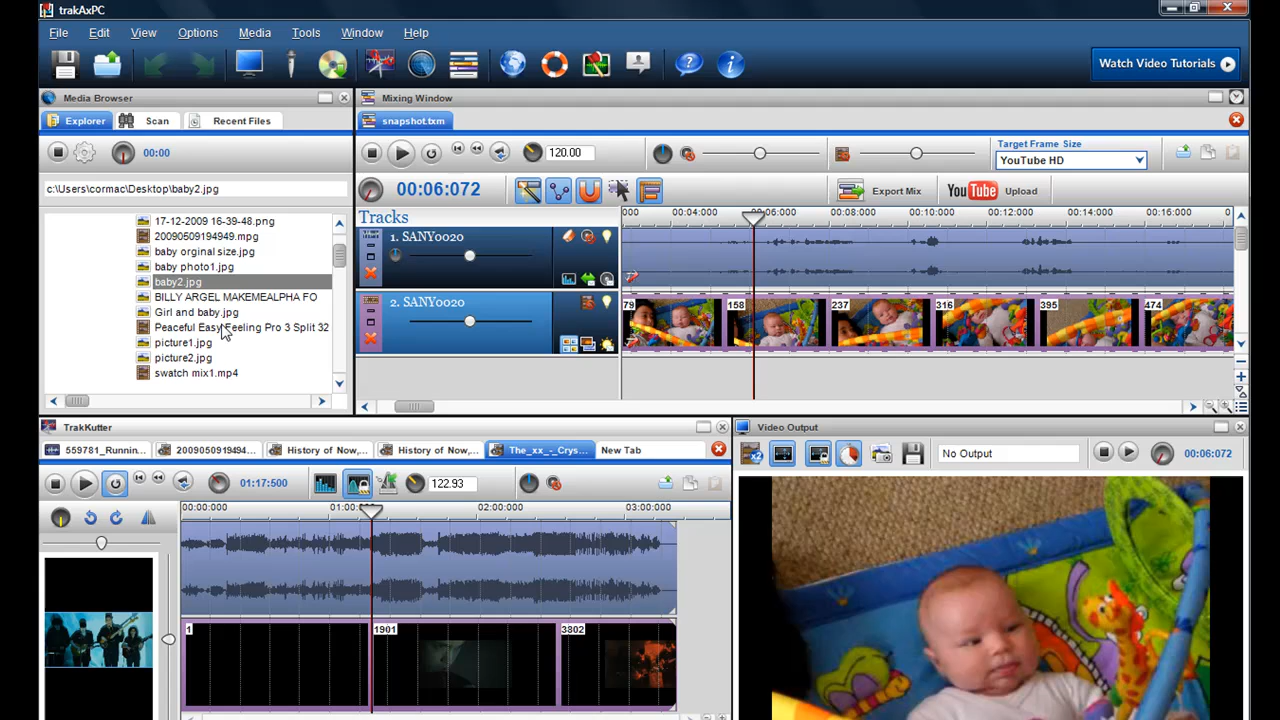 trakAxPC
File Edit View Options Media Tools Window Help
Watch Video Tutorials
Media Browser
Explorer Scan Recent Files
00:00
c:\Users\cormac\Desktop\baby2.jpg
17-12-2009 16-39-48.png
20090509194949.mpg
baby orginal size.jpg
baby photo1.jpg
baby2.jpg
BILLY ARGEL MAKEMEALPHA FO
Girl and baby.jpg
Peaceful Easy Feeling Pro 3 Split 32
picture1.jpg
picture2.jpg
swatch mix1.mp4
Mixing Window
snapshot.txm
120.00
Target Frame Size
YouTube HD
00:06:072
Export Mix
YouTube Upload
Tracks
000 00:04:000 00:06:000 00:08:000 00:10:000 00:12:000 00:14:000 00:16:000 0
1. SANY0020
2. SANY0020
79 158 237 316 395 474
TrakKutter
559781_Runnin... 2009050919494... History of Now,... History of Now,... The_xx_-_Crys... New Tab
01:17:500
122.93
00:00:000 01:00:0 02:00:000 03:00:000
1 1901 3802
Video Output
x2
No Output
00:06:072